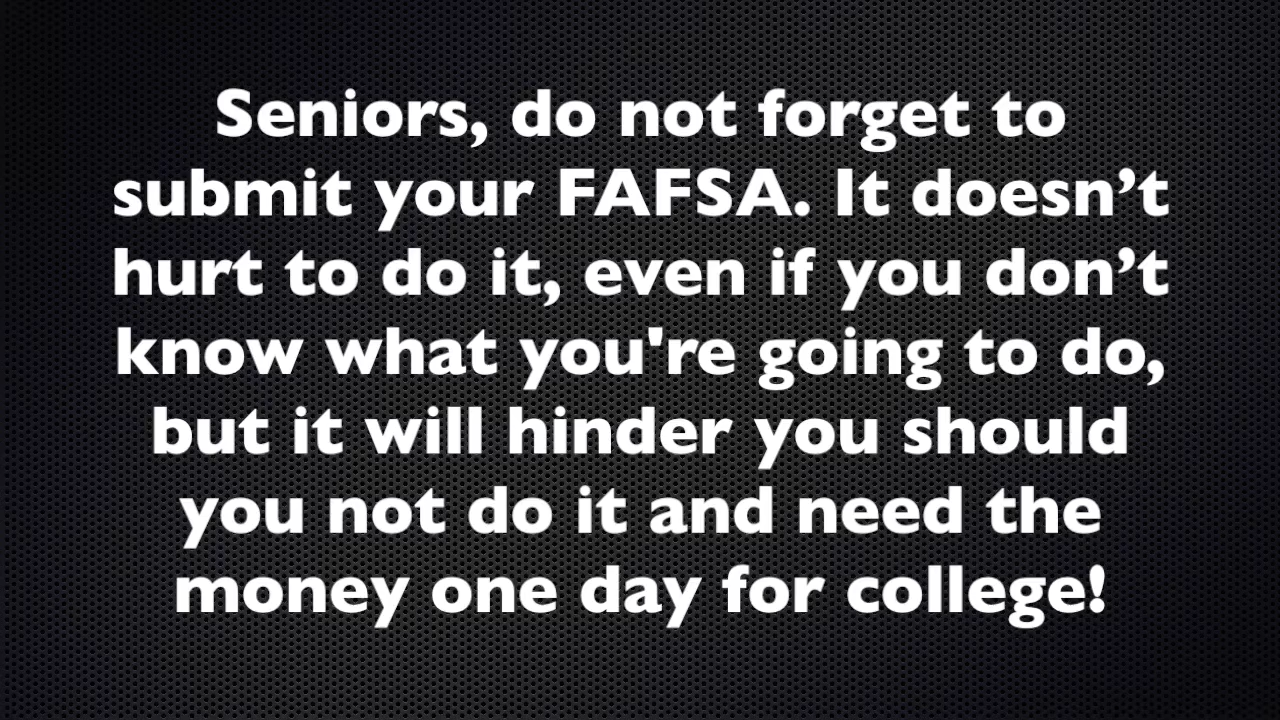 Seniors, do not forget to
submit your FAFSA. It doesn’t
hurt to do it, even if you don’t
know what you're going to do,
but it will hinder you should
you not do it and need the
money one day for college!